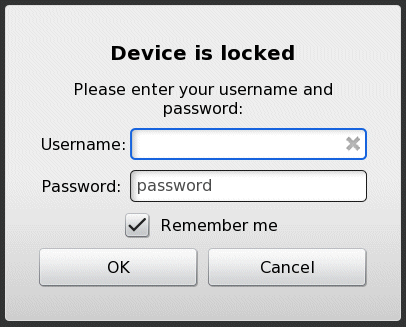 Device is locked
Please enter your username and
password:
Username:
Password: password
Remember me
OK Cancel